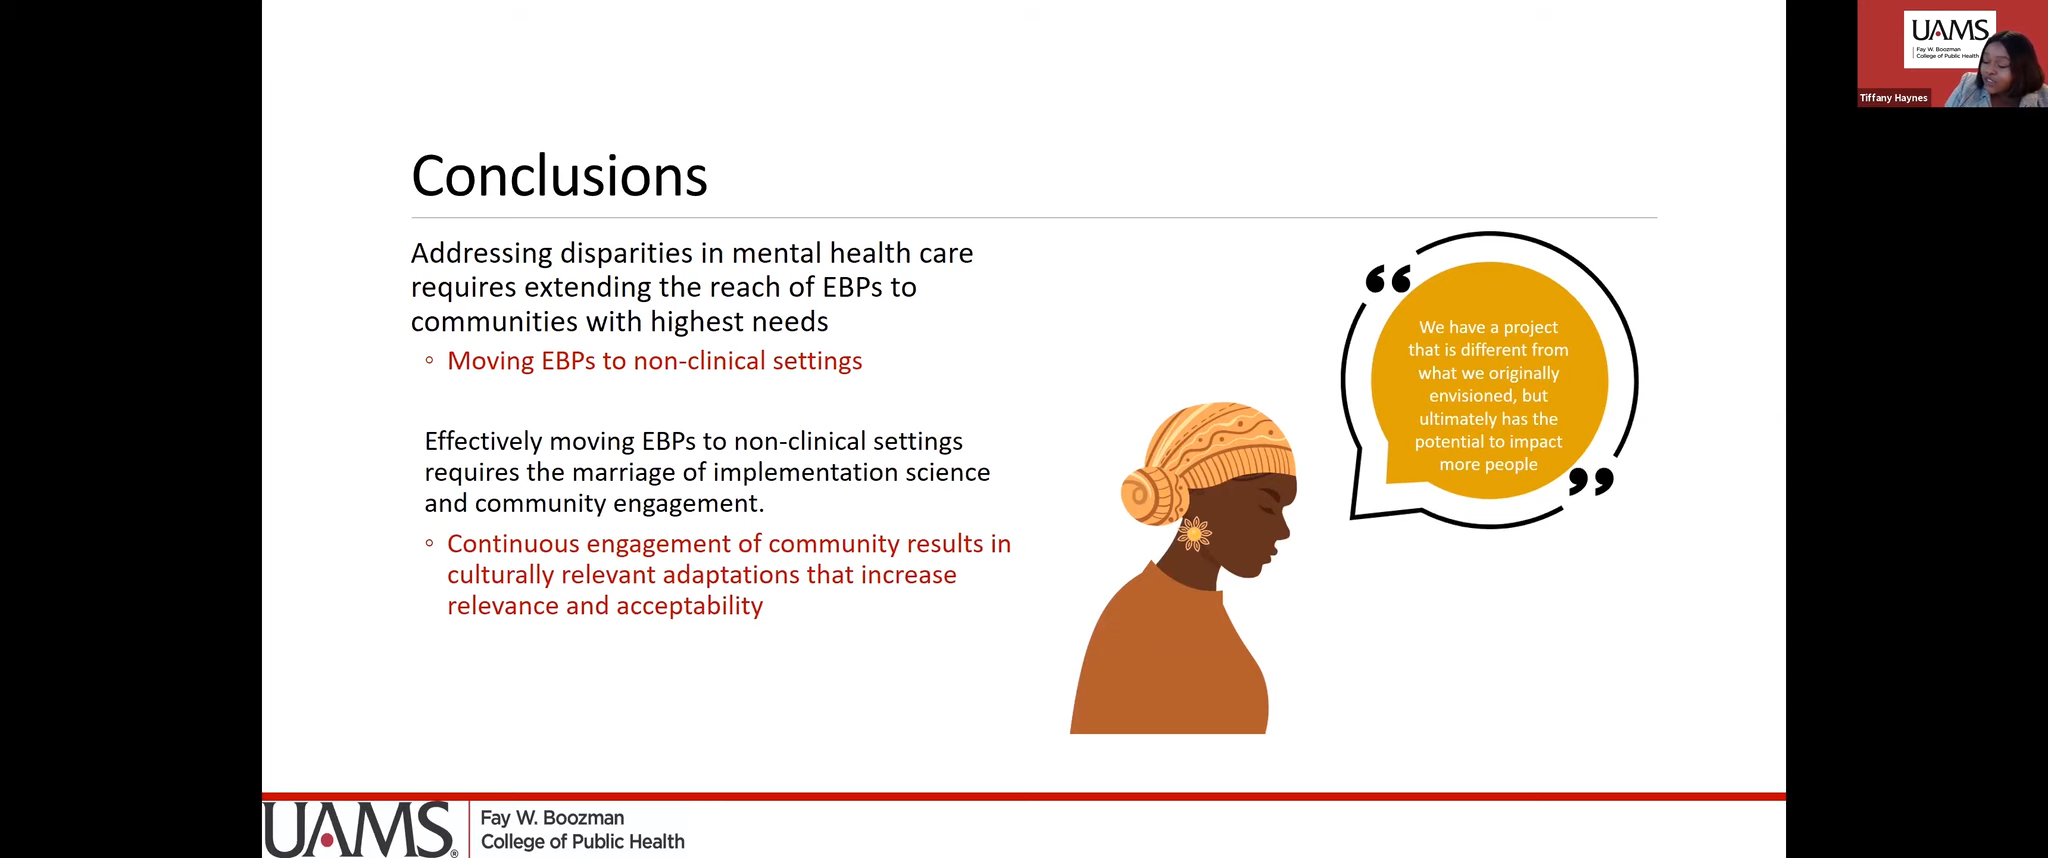 Conclusions
Addressing disparities in mental health care
requires extending the reach of EBPs to
communities with highest needs
◦ Moving EBPs to non-clinical settings
Effectively moving EBPs to non-clinical settings
requires the marriage of implementation science
and community engagement.
◦ Continuous engagement of community results in
culturally relevant adaptations that increase
relevance and acceptability
“
We have a project
that is different from
what we originally
envisioned, but
ultimately has the
potential to impact
more people
”
UAMS®
Fay W. Boozman
College of Public Health
UAMS
Fay W. Boozman
College of Public Health
Tiffany Haynes